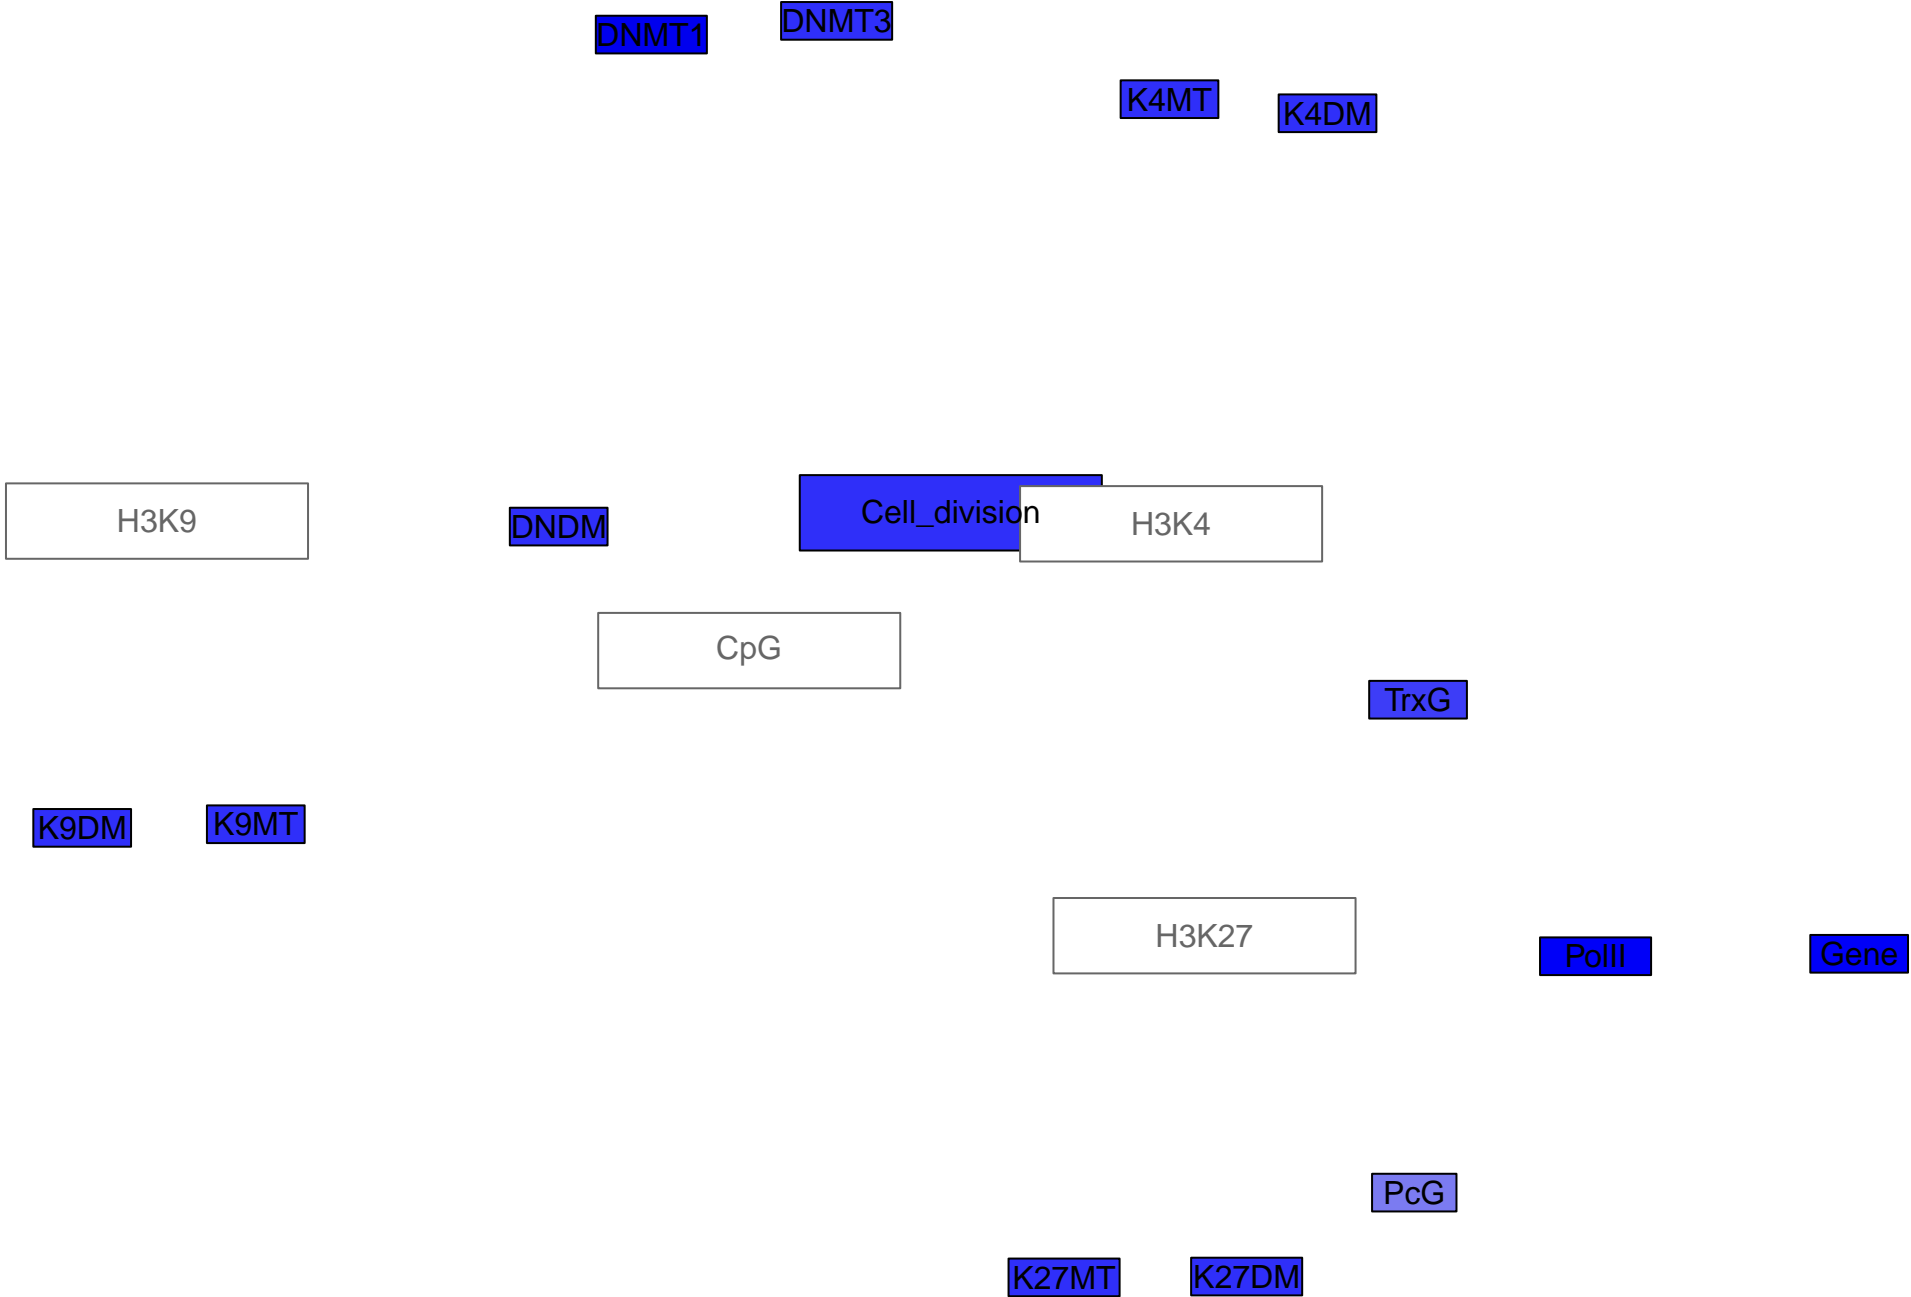 DNMT1
DNMT3
K4MT
K4DM
H3K9
DNDM
Cell_division
H3K4
CpG
TrxG
K9DM
K9MT
H3K27
PolII
Gene
PcG
K27MT
K27DM